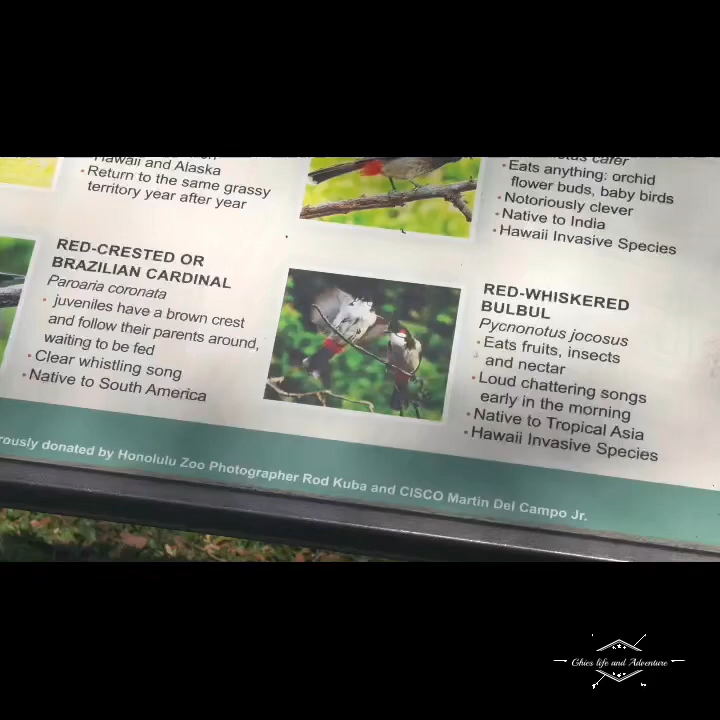 Hawaii and Alaska
• Return to the same grassy
territory year after year
cafer
• Eats anything: orchid
flower buds, baby birds
• Notoriously clever
• Native to India
• Hawaii Invasive Species
RED-CRESTED OR
BRAZILIAN CARDINAL
Paroaria coronata
• juveniles have a brown crest
and follow their parents around,
waiting to be fed
• Clear whistling song
• Native to South America
RED-WHISKERED
BULBUL
Pycnonotus jocosus
• Eats fruits, insects
and nectar
• Loud chattering songs
early in the morning
• Native to Tropical Asia
• Hawaii Invasive Species
donated by Honolulu Zoo Photographer Rod Kuba and CISCO Martin Del Campo Jr.
Ghies life and Adventure